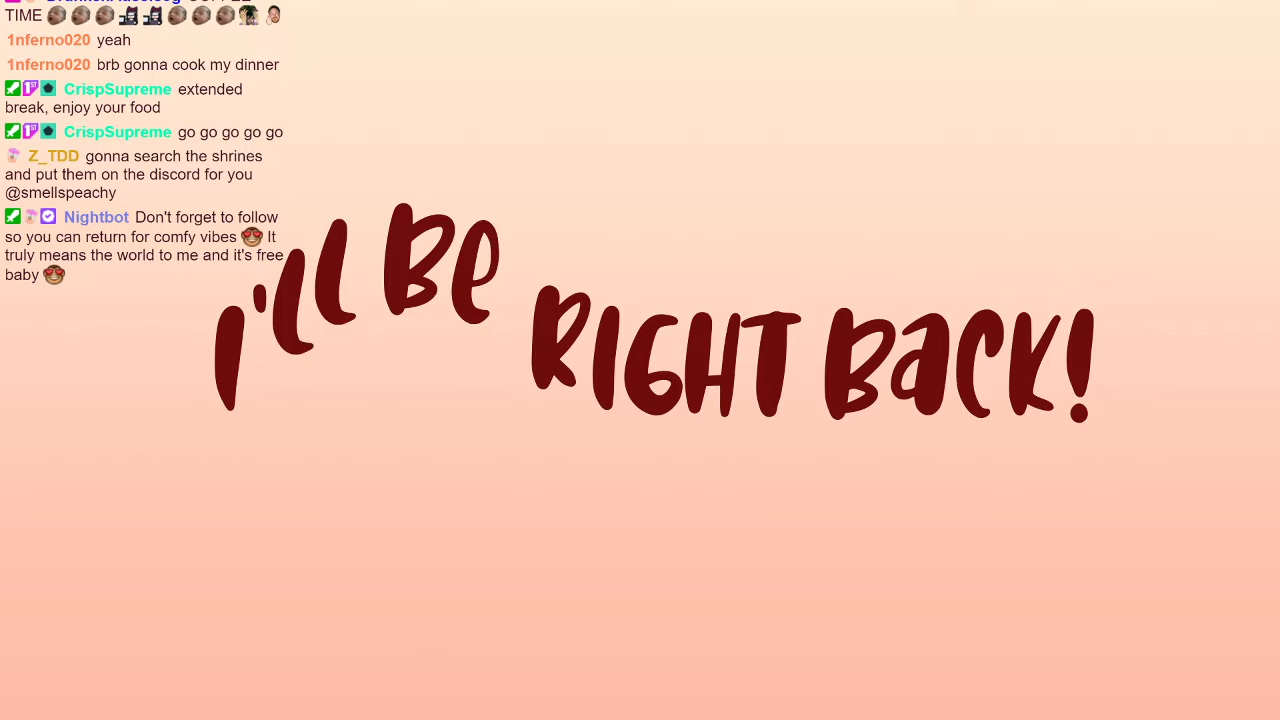 TIME
1nferno020 yeah
1nferno020 brb gonna cook my dinner
CrispSupreme extended
break, enjoy your food
CrispSupreme go go go go go
Z_TDD gonna search the shrines
and put them on the discord for you
@smellspeachy
Nightbot Don't forget to follow
so you can return for comfy vibes It
truly means the world to me and it's free
baby
I'll Be
RIGHT BACK!